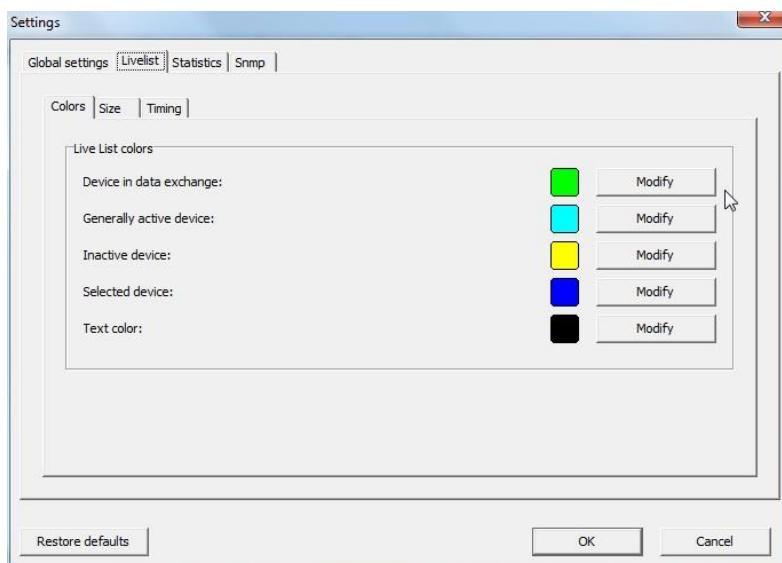 Settings
x
Global settings Livelist Statistics Snmp
Colors Size Timing
Live List colors
Device in data exchange: Modify
Generally active device: Modify
Inactive device: Modify
Selected device: Modify
Text color: Modify
Restore defaults OK Cancel